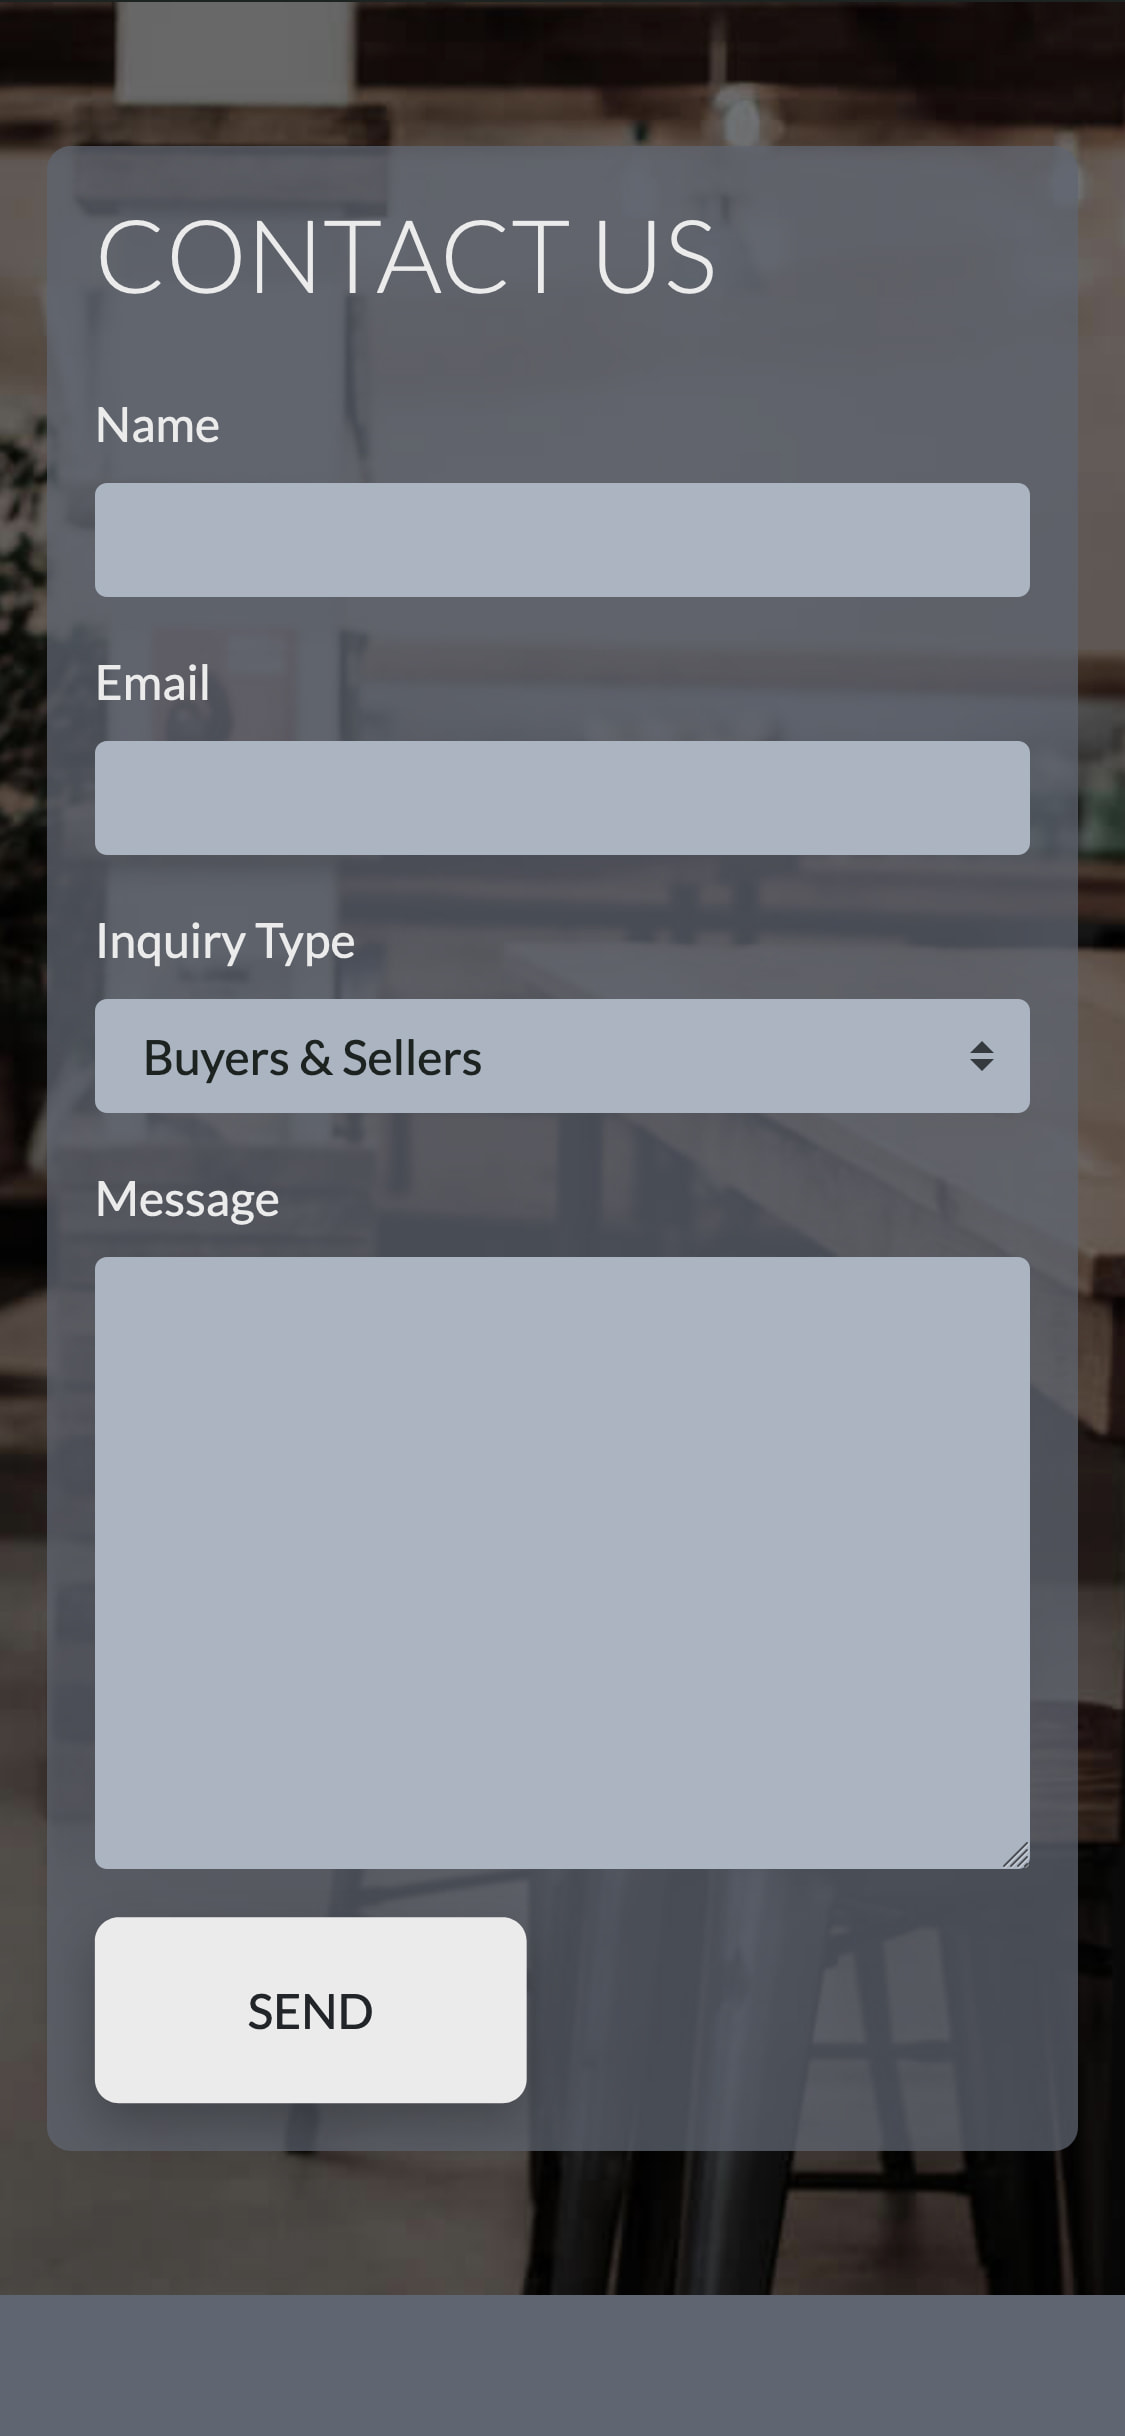 CONTACT US
Name
Email
Inquiry Type
Buyers & Sellers
Message
SEND